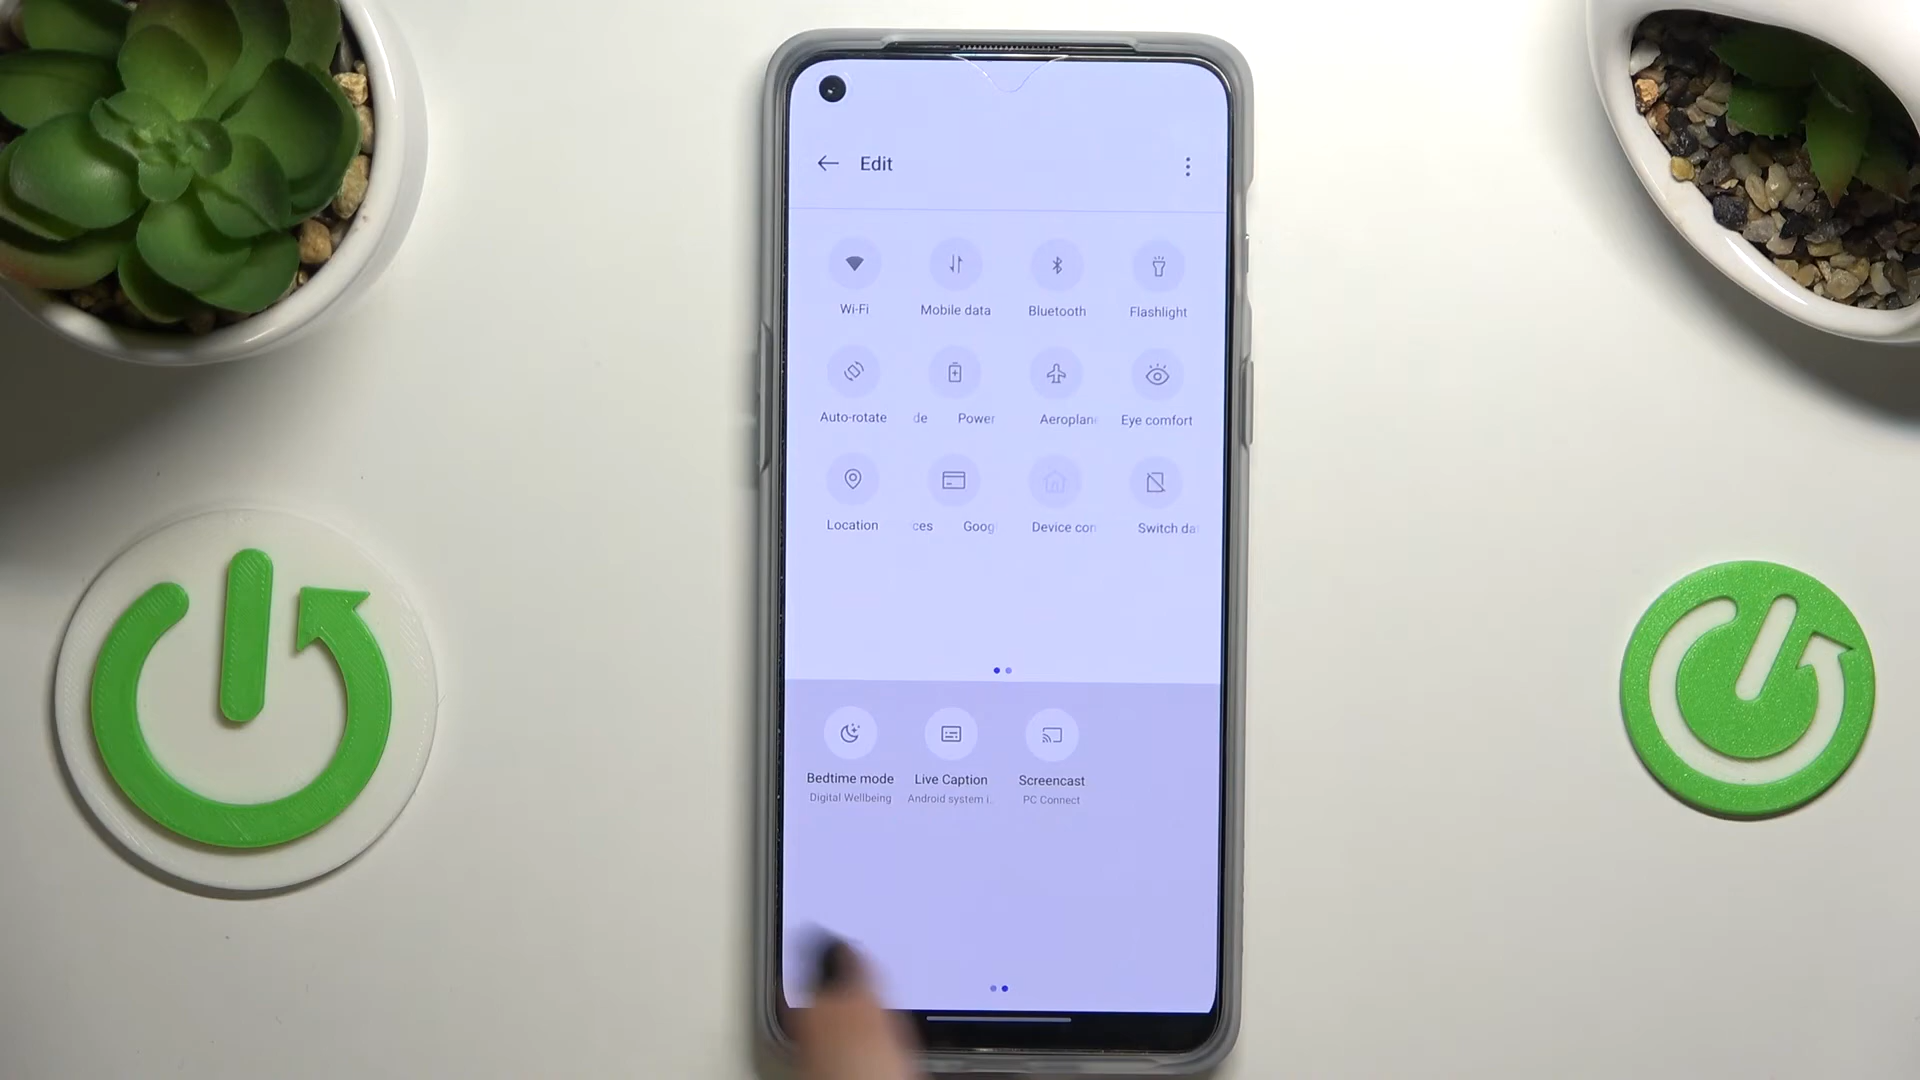 Edit
Wi-Fi Mobile data Bluetooth Flashlight
Auto-rotate de Power Aeroplan Eye comfort
Location ces Goog Device con Switch da
Bedtime mode Live Caption Screencast
Digital Wellbeing Android system i.. PC Connect